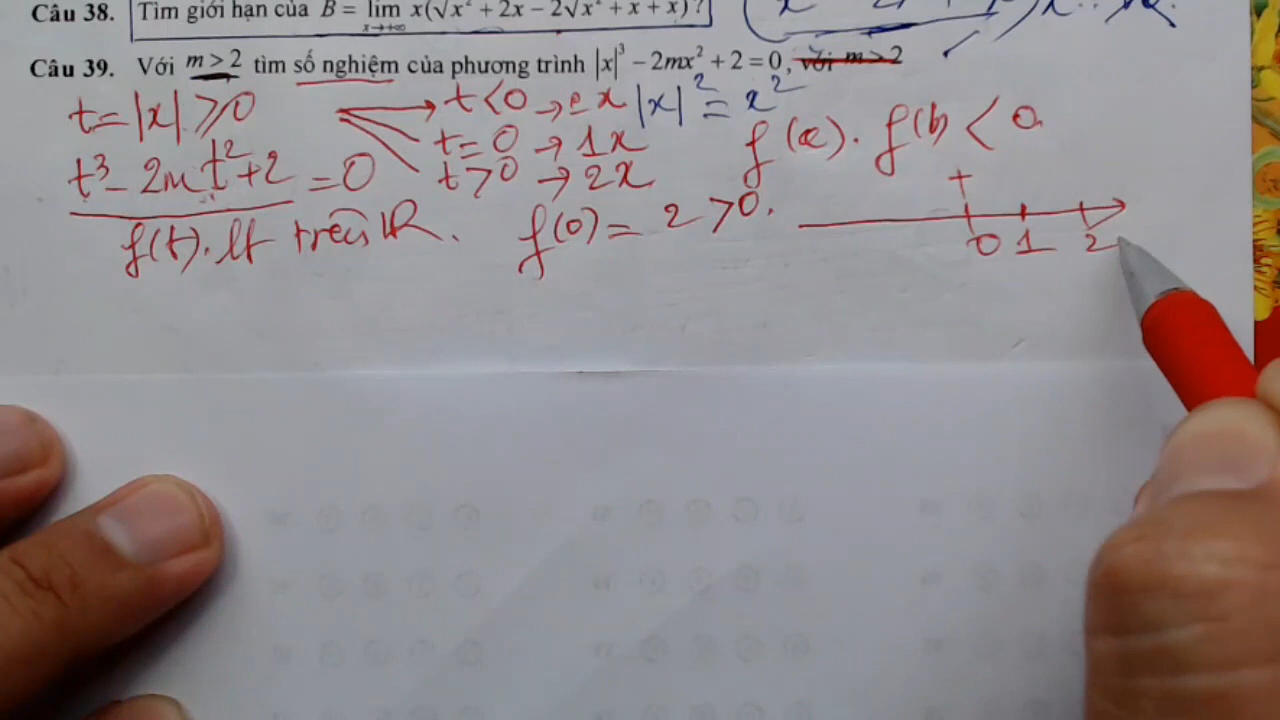 Câu 38. Tìm giới hạn của B = lim x→+∞ x(√x² + 2x − 2√x² + x + x) ?
Câu 39. Với m > 2 tìm số nghiệm của phương trình |x|³ − 2mx² + 2 = 0, với m > 2
t = |x| ≥ 0
t < 0 → 0 x |x|² = x²
t = 0 → 1x
t > 0 → 2x
f(a). f(b) < 0
t³ − 2mt² + 2 = 0
f(t). lt trên ℝ. f(0) = 2 > 0.
+
0 1 2